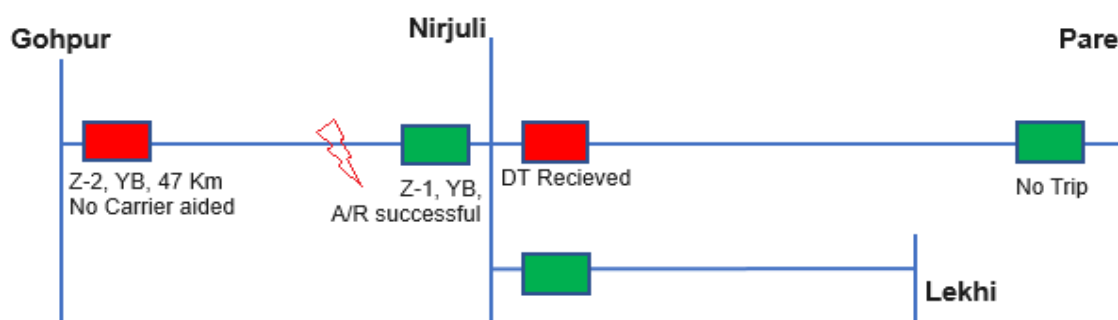 Gohpur
Nirjuli
Pare
Z-2, YB, 47 Km
No Carrier aided
Z-1, YB,
A/R successful
DT Recieved
No Trip
Lekhi